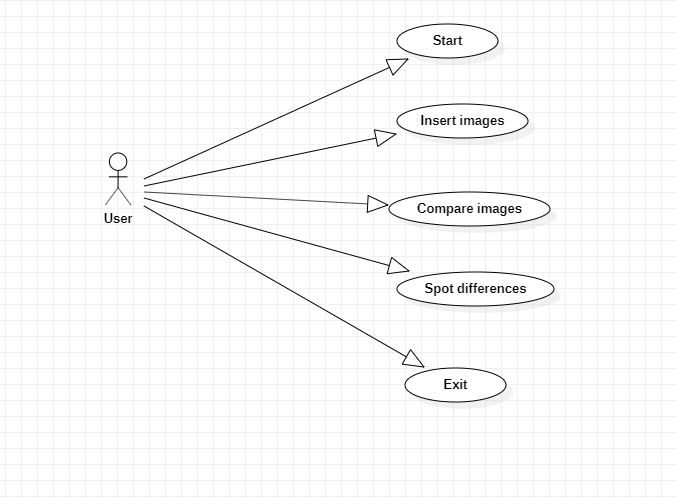 Start
Insert images
Compare images
User
Spot differences
Exit